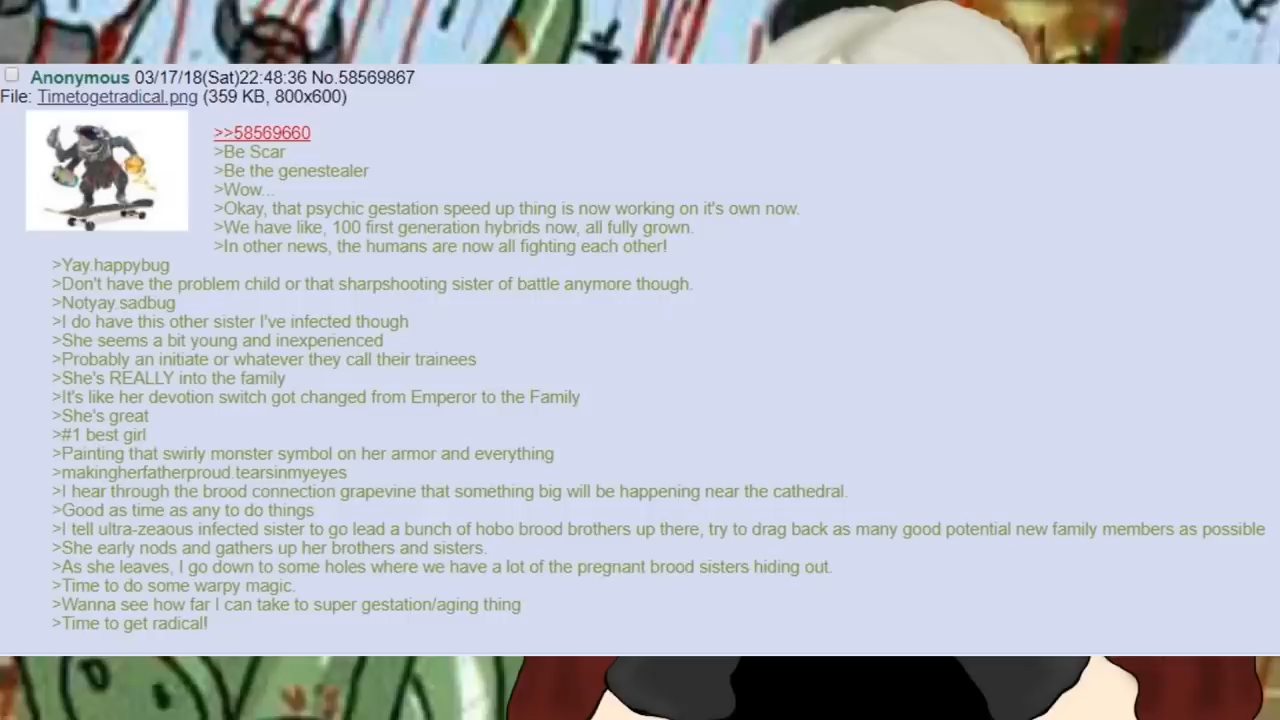 Anonymous 03/17/18(Sat)22:48:36 No.58569867
File: Timetogetradical.png (359 KB, 800x600)
>>58569660
>Be Scar
>Be the genestealer
>Wow...
>Okay, that psychic gestation speed up thing is now working on it's own now.
>We have like, 100 first generation hybrids now, all fully grown.
>In other news, the humans are now all fighting each other!
>Yay.happybug
>Don't have the problem child or that sharpshooting sister of battle anymore though.
>Notyay.sadbug
>I do have this other sister I've infected though
>She seems a bit young and inexperienced
>Probably an initiate or whatever they call their trainees
>She's REALLY into the family
>It's like her devotion switch got changed from Emperor to the Family
>She's great
>#1 best girl
>Painting that swirly monster symbol on her armor and everything
>makingherfatherproud.tearsinmyeyes
>I hear through the brood connection grapevine that something big will be happening near the cathedral.
>Good as time as any to do things
>I tell ultra-zeaous infected sister to go lead a bunch of hobo brood brothers up there, try to drag back as many good potential new family members as possible
>She early nods and gathers up her brothers and sisters.
>As she leaves, I go down to some holes where we have a lot of the pregnant brood sisters hiding out.
>Time to do some warpy magic.
>Wanna see how far I can take to super gestation/aging thing
>Time to get radical!